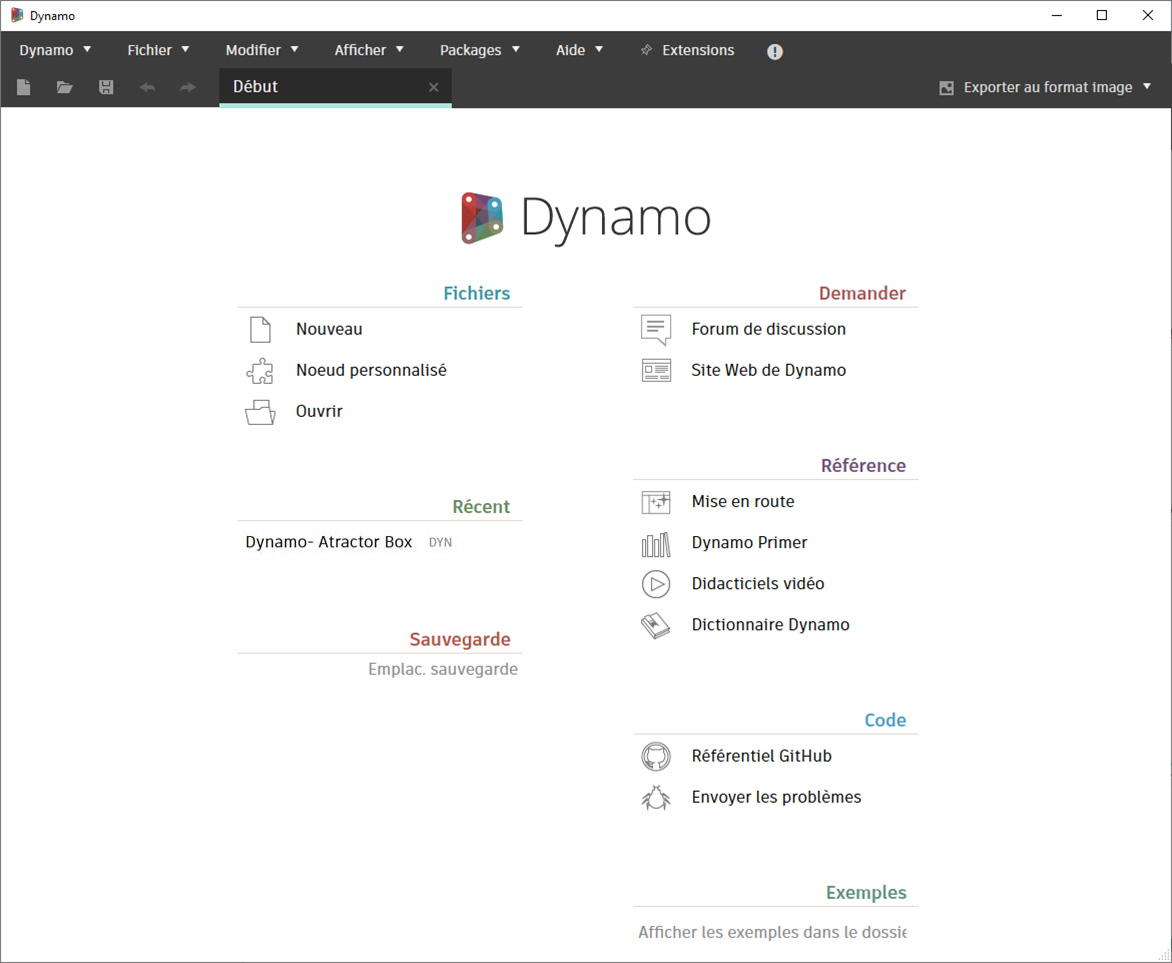 Dynamo
Dynamo Fichier Modifier Afficher Packages Aide Extensions
Début Exporter au format Image
Dynamo
Fichiers
Nouveau
Noeud personnalisé
Ouvrir
Récent
Dynamo- Atractor Box DYN
Sauvegarde
Emplac. sauvegarde
Demander
Forum de discussion
Site Web de Dynamo
Référence
Mise en route
Dynamo Primer
Didacticiels vidéo
Dictionnaire Dynamo
Code
Référentiel GitHub
Envoyer les problèmes
Exemples
Afficher les exemples dans le dossie